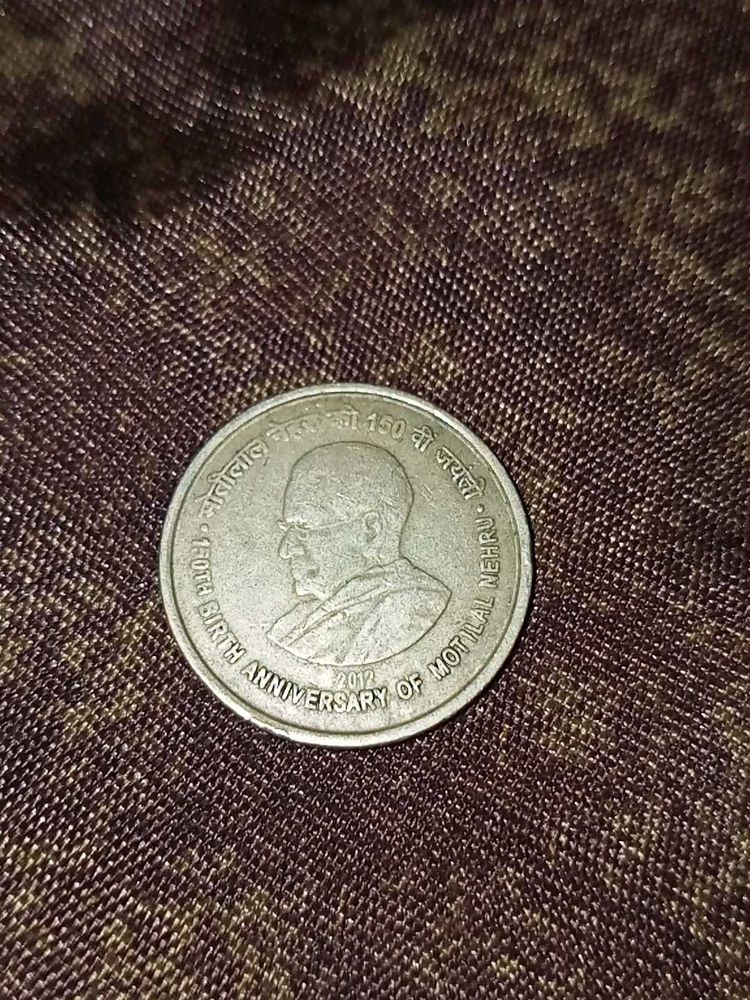 मोतीलाल नेहरू की 150 वीं जयंती
150TH BIRTH ANNIVERSARY OF MOTILAL NEHRU
2012